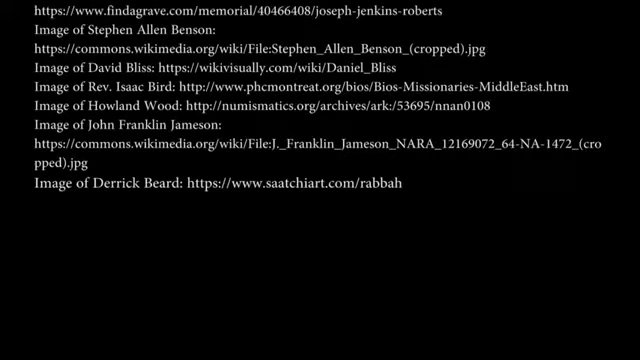 https://www.findagrave.com/memorial/40466408/joseph-jenkins-roberts
Image of Stephen Allen Benson:
https://commons.wikimedia.org/wiki/File:Stephen_Allen_Benson_(cropped).jpg
Image of David Bliss: https://wikivisually.com/wiki/Daniel_Bliss
Image of Rev. Isaac Bird: http://www.phcmontreat.org/bios/Bios-Missionaries-MiddleEast.htm
Image of Howland Wood: http://numismatics.org/archives/ark:/53695/nnan0108
Image of John Franklin Jameson:
https://commons.wikimedia.org/wiki/File:J._Franklin_Jameson_NARA_12169072_64-NA-1472_(cro
pped).jpg
Image of Derrick Beard: https://www.saatchiart.com/rabbah